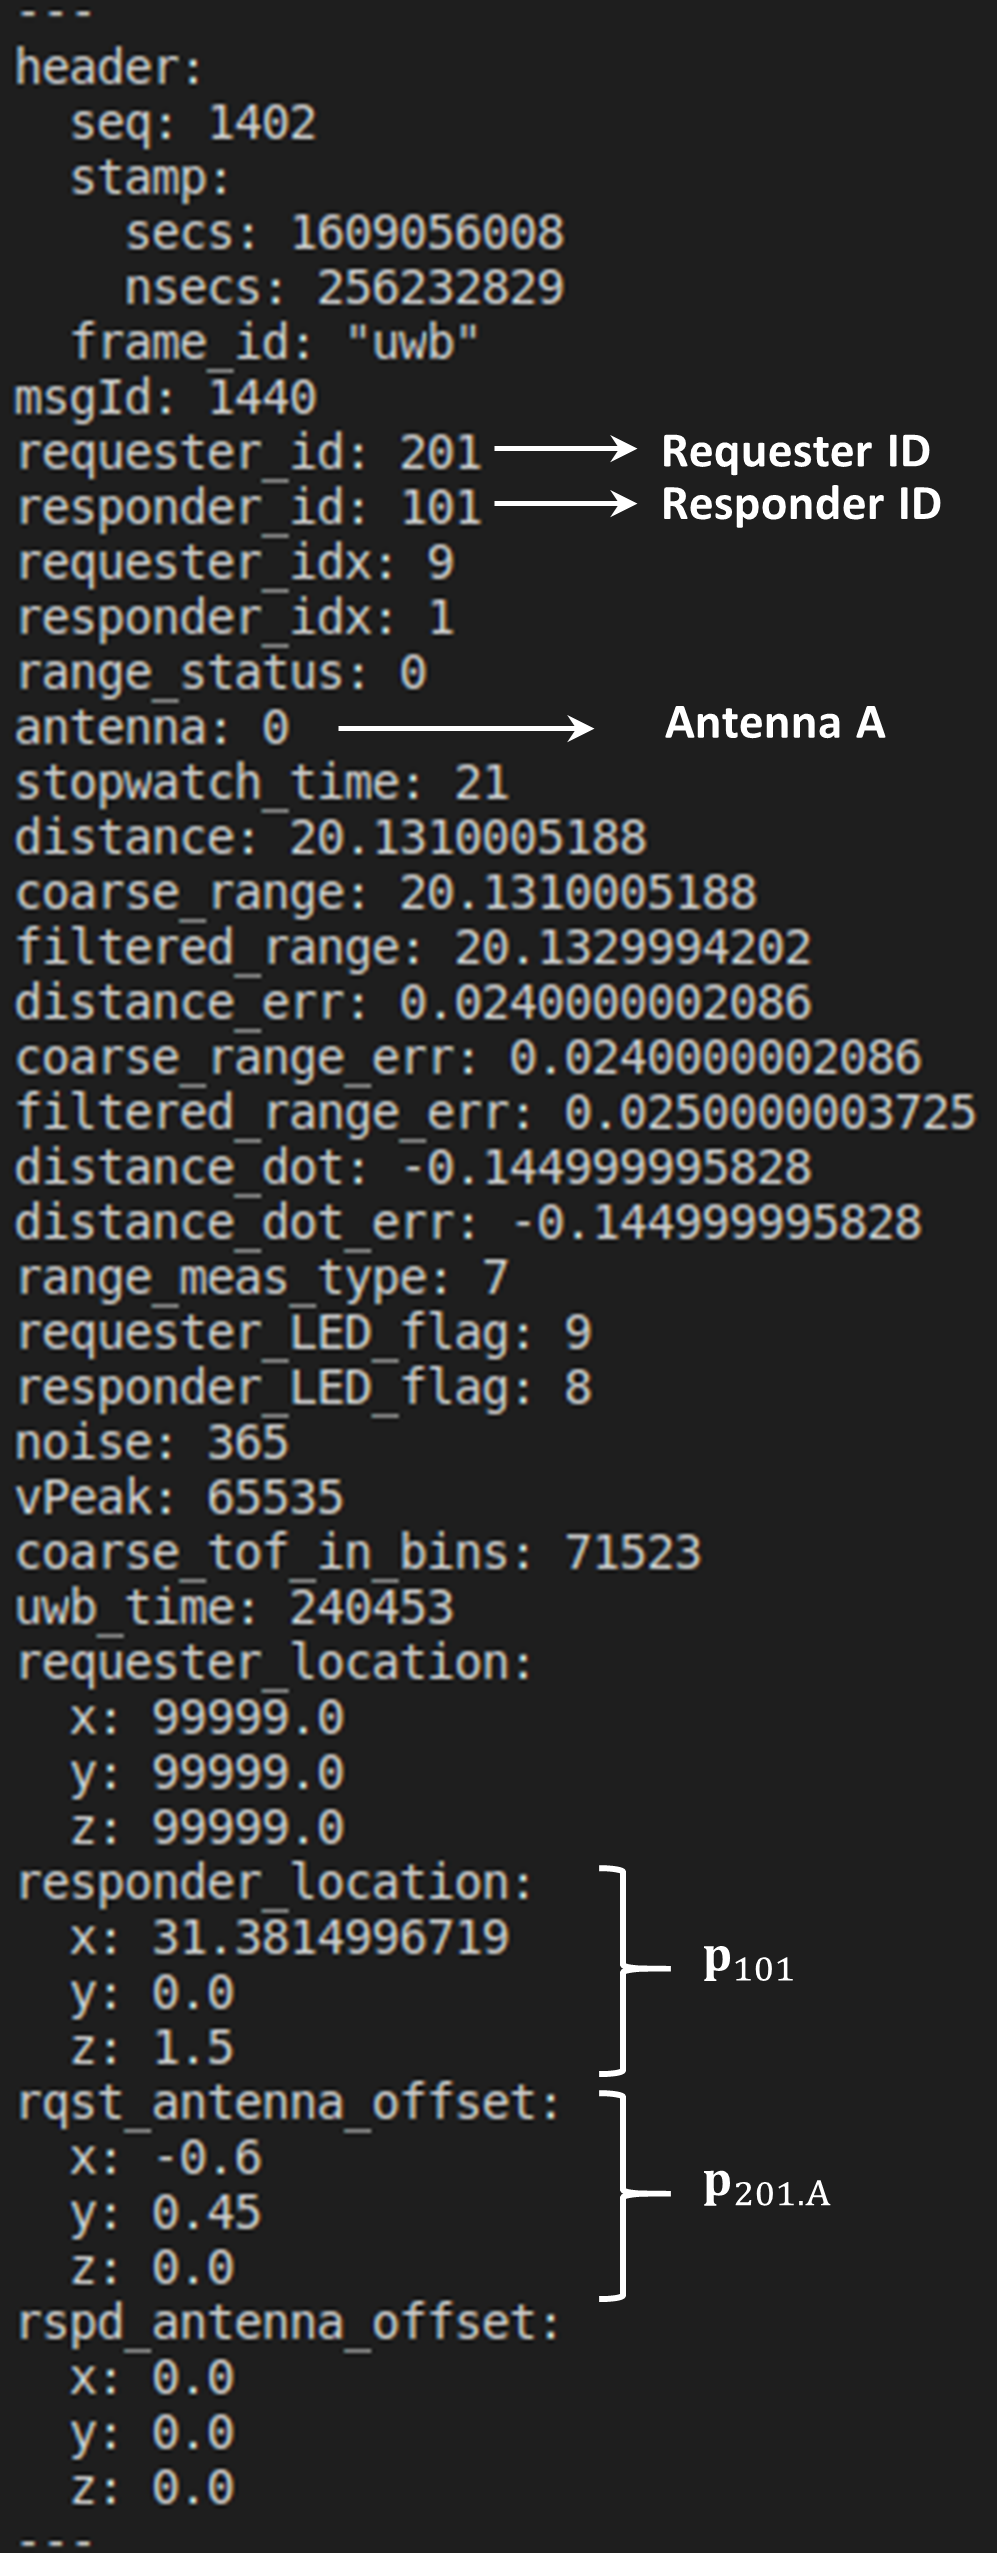 ---
header:
  seq: 1402
  stamp:
    secs: 1609056008
    nsecs: 256232829
  frame_id: "uwb"
msgId: 1440
requester_id: 201 Requester ID
responder_id: 101 Responder ID
requester_idx: 9
responder_idx: 1
range_status: 0
antenna: 0 Antenna A
stopwatch_time: 21
distance: 20.1310005188
coarse_range: 20.1310005188
filtered_range: 20.1329994202
distance_err: 0.0240000002086
coarse_range_err: 0.0240000002086
filtered_range_err: 0.0250000003725
distance_dot: -0.144999995828
distance_dot_err: -0.144999995828
range_meas_type: 7
requester_LED_flag: 9
responder_LED_flag: 8
noise: 365
vPeak: 65535
coarse_tof_in_bins: 71523
uwb_time: 240453
requester_location:
  x: 99999.0
  y: 99999.0
  z: 99999.0
responder_location:
  x: 31.3814996719
  y: 0.0
  z: 1.5
p101
rqst_antenna_offset:
  x: -0.6
  y: 0.45
  z: 0.0
p201.A
rspd_antenna_offset:
  x: 0.0
  y: 0.0
  z: 0.0
---